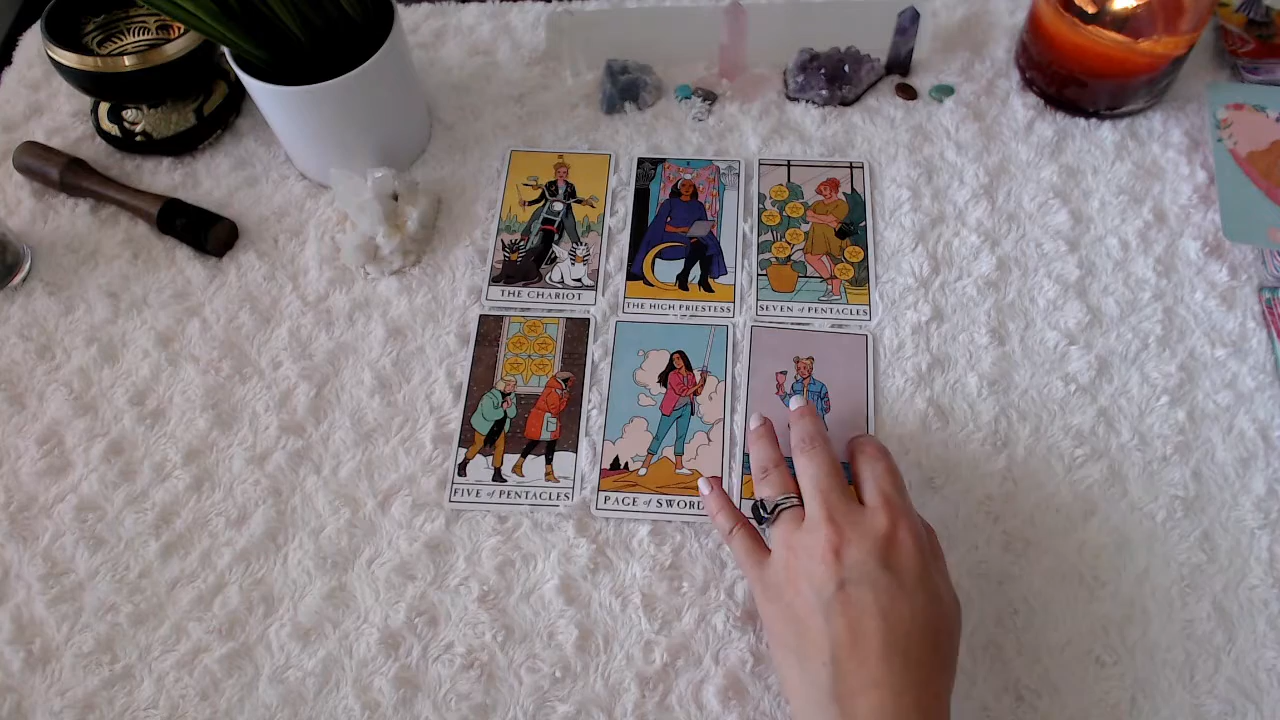 THE CHARIOT
THE HIGH PRIESTESS
SEVEN of PENTACLES
FIVE of PENTACLES
PAGE of SWORD